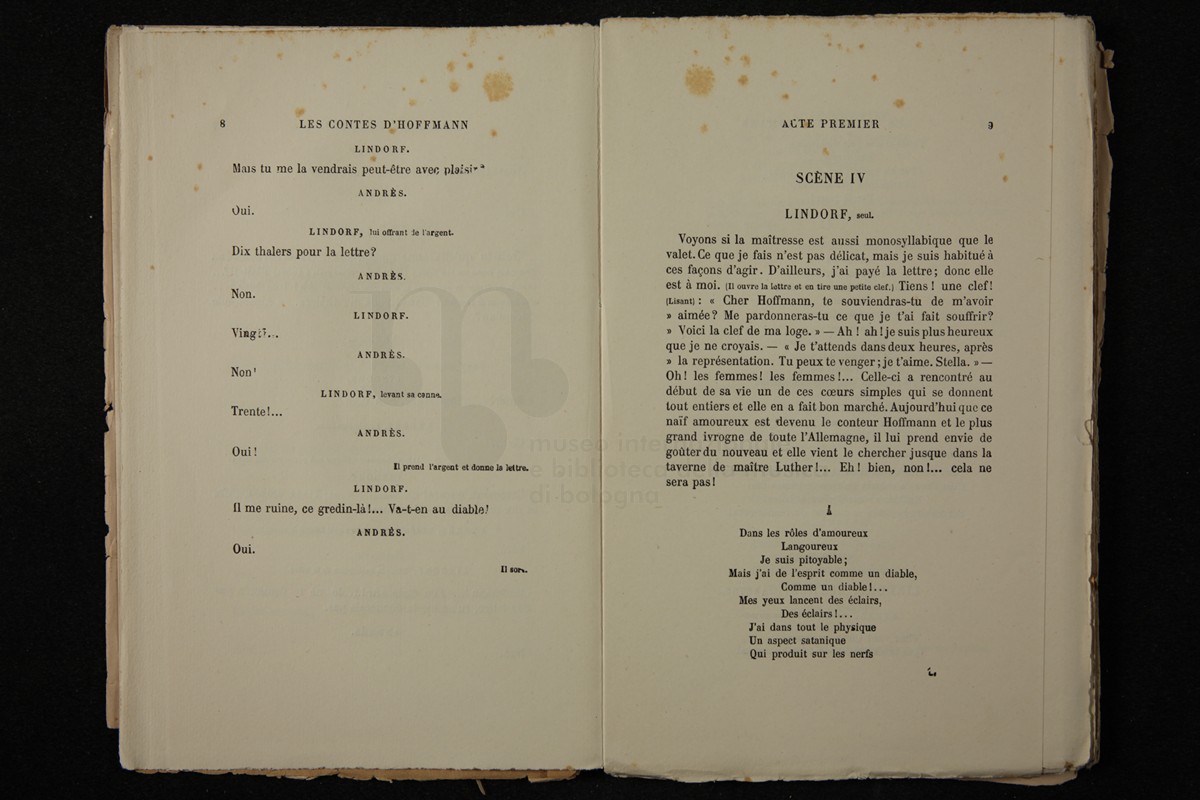 8 LES CONTES D'HOFFMANN
LINDORF.
Mais tu me la vendrais peut-être avec
ANDRÈS.
Oui.
LINDORF, lui offrant de l'argent.
Dix thalers pour la lettre?
ANDRÈS.
Non.
LINDORF.
Vingt?...
ANDRÈS.
Non!
LINDORF, levant sa canne.
Trente!...
ANDRÈS.
Oui!
Il prend l'argent et donne la lettre.
LINDORF.
Il me ruine, ce gredin-là!... Va-t-en au diable!
ANDRÈS.
Oui.
Il sort.
ACTE PREMIER 9
SCÈNE IV
LINDORF, seul.
Voyons si la maîtresse est aussi monosyllabique que le
valet. Ce que je fais n'est pas délicat, mais je suis habitué à
ces façons d'agir. D'ailleurs, j'ai payé la lettre; donc elle
est à moi. (Il ouvre la lettre et en tire une petite clef.) Tiens! une clef!
(Lisant) : « Cher Hoffmann, te souviendras-tu de m'avoir
» aimée? Me pardonneras-tu ce que je t'ai fait souffrir?
» Voici la clef de ma loge. » — Ah! ah! je suis plus heureux
que je ne croyais. — « Je t'attends dans deux heures, après
» la représentation. Tu peux te venger; je t'aime. Stella. » —
Oh! les femmes! les femmes!... Celle-ci a rencontré au
début de sa vie un de ces cœurs simples qui se donnent
tout entiers et elle en a fait bon marché. Aujourd'hui que ce
naïf amoureux est devenu le conteur Hoffmann et le plus
grand ivrogne de toute l'Allemagne, il lui prend envie de
goûter du nouveau et elle vient le chercher jusque dans la
taverne de maître Luther!... Eh! bien, non!... cela ne
sera pas!
I
Dans les rôles d'amoureux
Langoureux
Je suis pitoyable;
Mais j'ai de l'esprit comme un diable,
Comme un diable!...
Mes yeux lancent des éclairs,
Des éclairs!...
J'ai dans tout le physique
Un aspect satanique
Qui produit sur les nerfs
museo
e biblioteca
di bologna